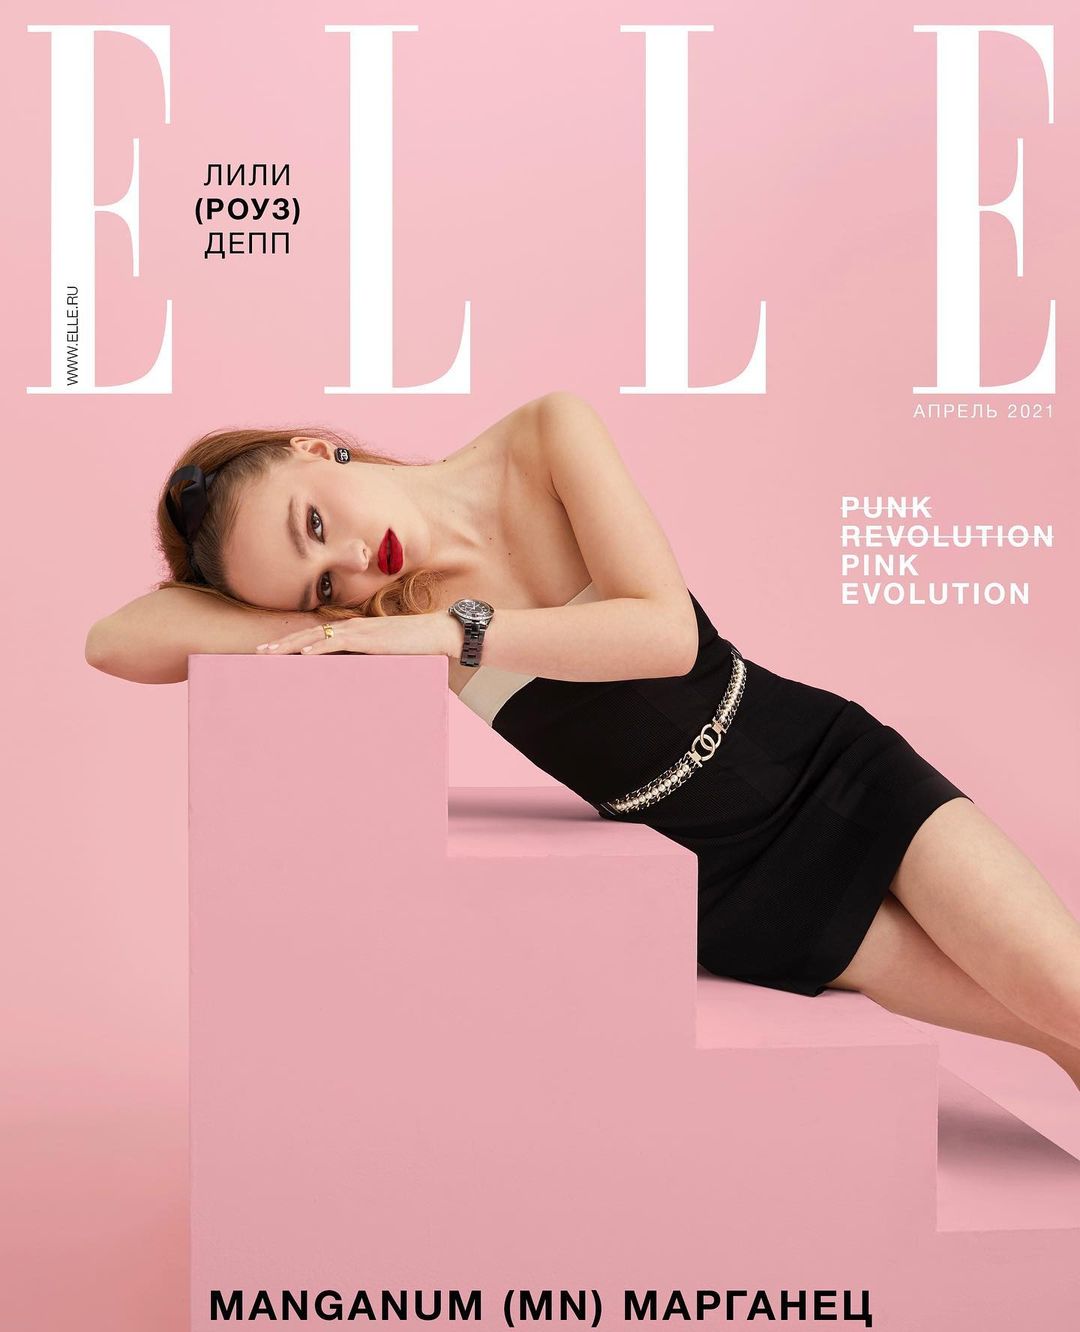 ELLE
ЛИЛИ
(РОУЗ)
ДЕПП
WWW.ELLE.RU
АПРЕЛЬ 2021
PUNK
REVOLUTION
PINK
EVOLUTION
MANGANUM (MN) МАРГАНЕЦ